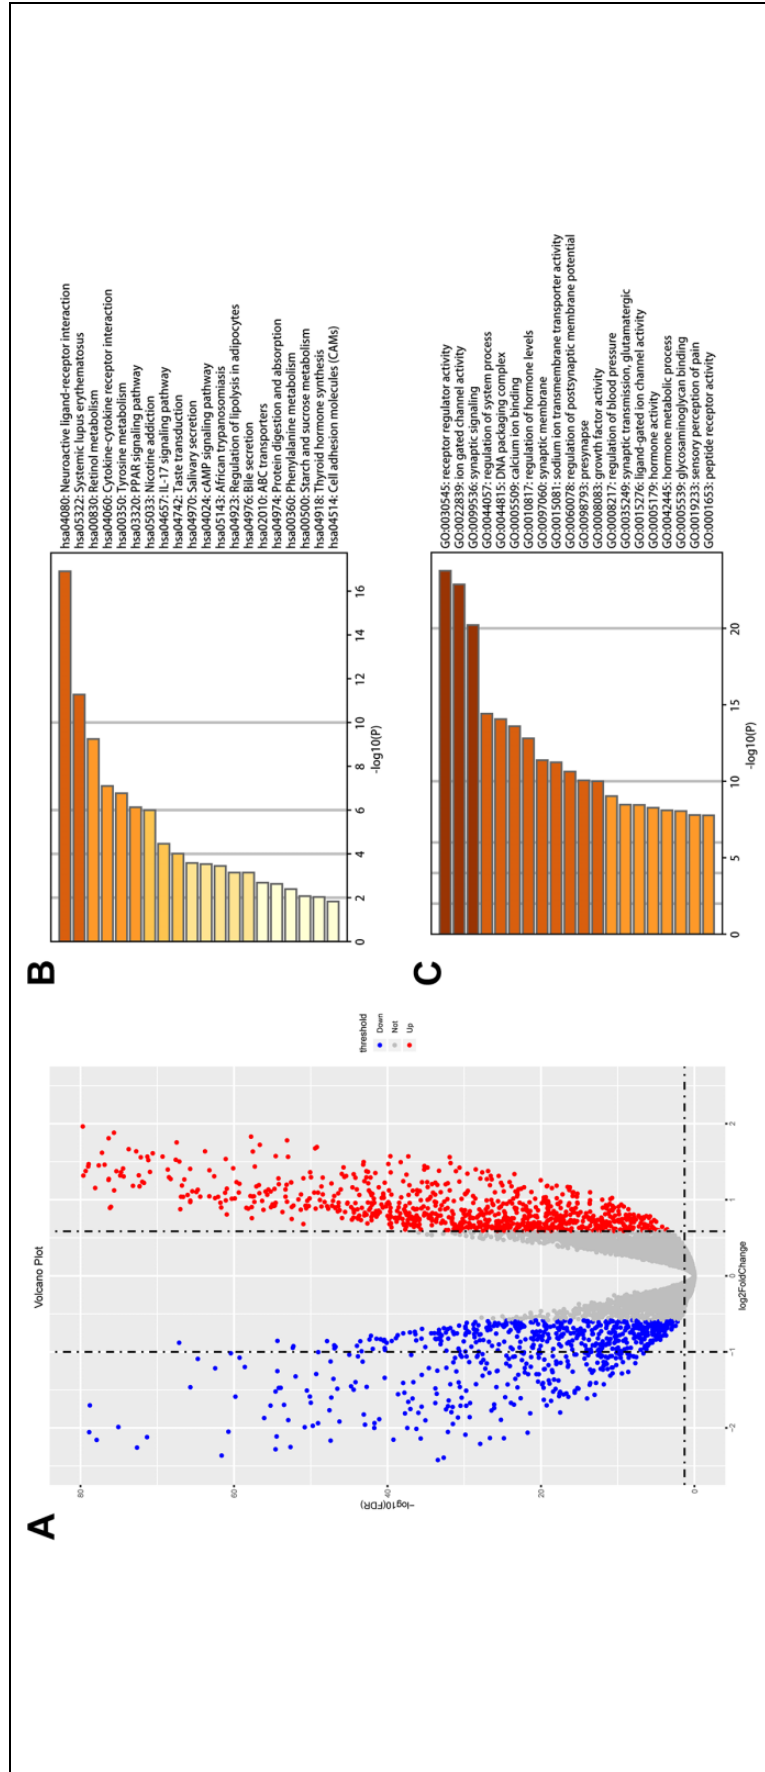 A
Volcano Plot
80
60
40
20
0
−log10(FDR)
-2
-1
0
1
2
log2FoldChange
threshold
Down
Not
Up
B
hsa04080: Neuroactive ligand-receptor interaction
hsa05322: Systemic lupus erythematosus
hsa00830: Retinol metabolism
hsa04060: Cytokine-cytokine receptor interaction
hsa00350: Tyrosine metabolism
hsa03320: PPAR signaling pathway
hsa05033: Nicotine addiction
hsa04657: IL-17 signaling pathway
hsa04742: Taste transduction
hsa04970: Salivary secretion
hsa04024: cAMP signaling pathway
hsa05143: African trypanosomiasis
hsa04923: Regulation of lipolysis in adipocytes
hsa04976: Bile secretion
hsa02010: ABC transporters
hsa04974: Protein digestion and absorption
hsa00360: Phenylalanine metabolism
hsa00500: Starch and sucrose metabolism
hsa04918: Thyroid hormone synthesis
hsa04514: Cell adhesion molecules (CAMs)
0 2 4 6 8 10 12 14 16
-log10(P)
C
GO:0030545: receptor regulator activity
GO:0022839: ion gated channel activity
GO:0099536: synaptic signaling
GO:0044057: regulation of system process
GO:0044815: DNA packaging complex
GO:0005509: calcium ion binding
GO:0010817: regulation of hormone levels
GO:0097060: synaptic membrane
GO:0015081: sodium ion transmembrane transporter activity
GO:0060078: regulation of postsynaptic membrane potential
GO:0098793: presynapse
GO:0008083: growth factor activity
GO:0008217: regulation of blood pressure
GO:0035249: synaptic transmission, glutamatergic
GO:0015276: ligand-gated ion channel activity
GO:0005179: hormone activity
GO:0042445: hormone metabolic process
GO:0005539: glycosaminoglycan binding
GO:0019233: sensory perception of pain
GO:0001653: peptide receptor activity
0 5 10 15 20
-log10(P)